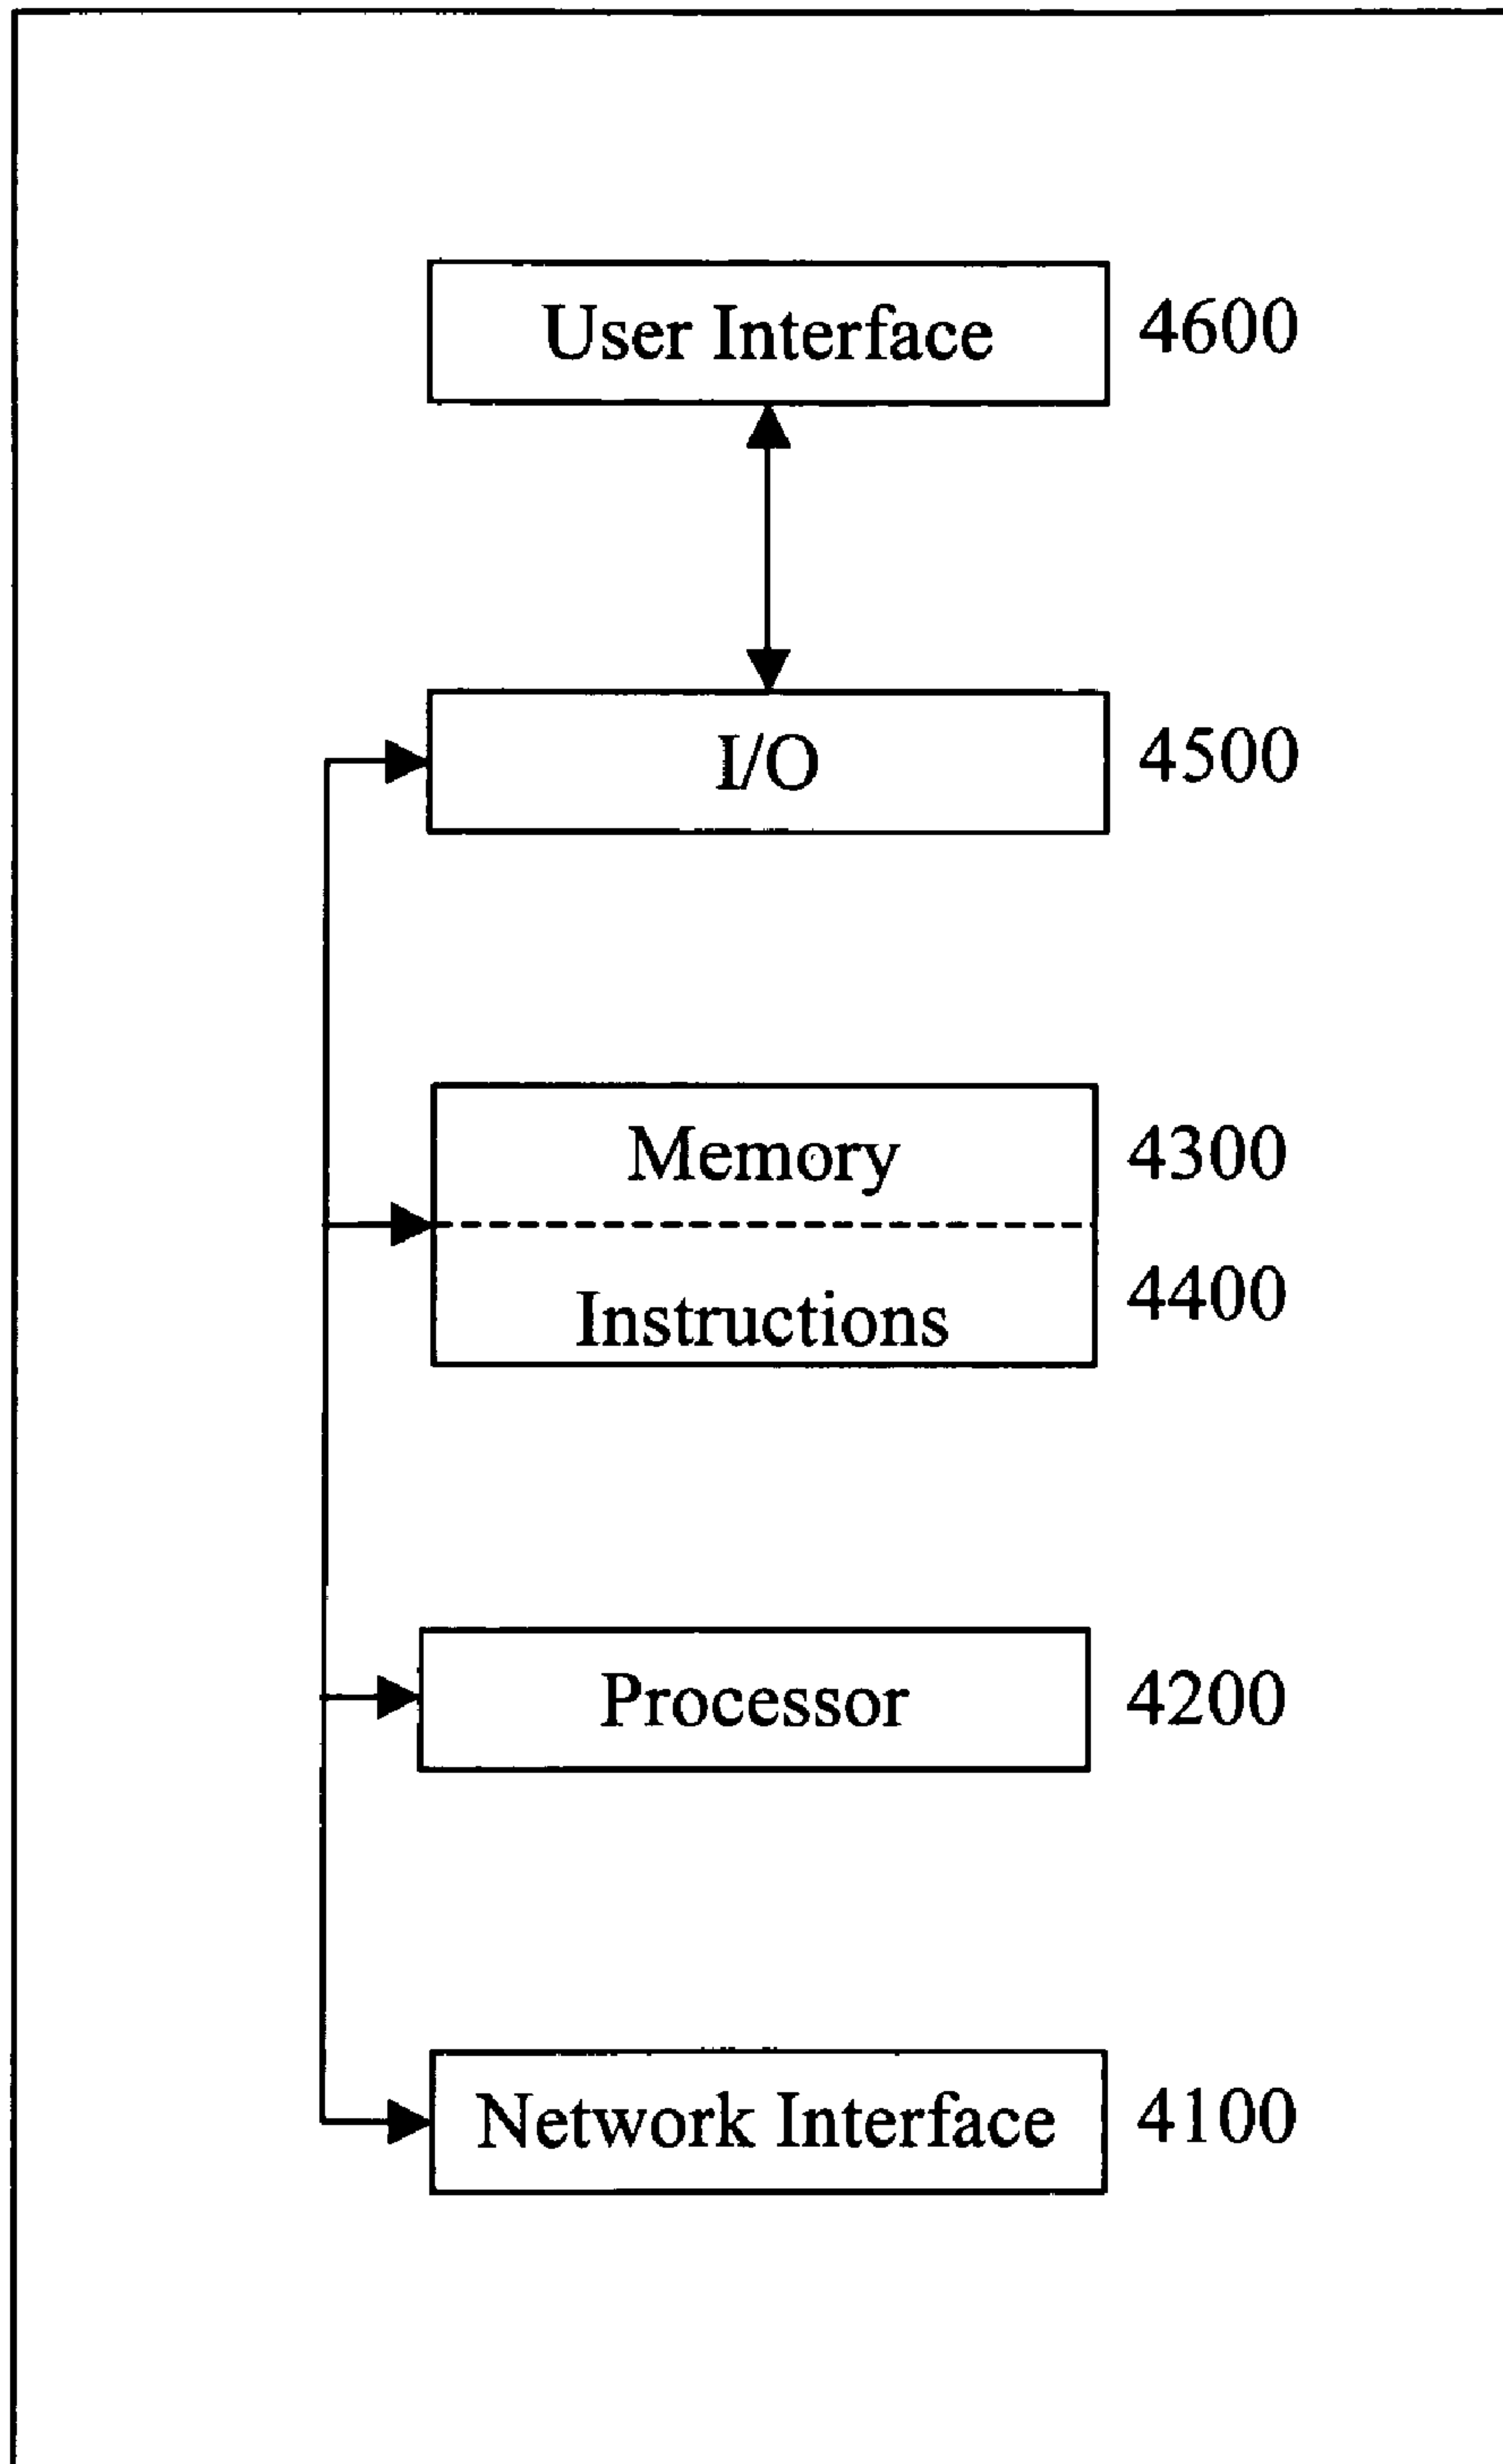 User Interface 4600
I/O 4500
Memory 4300
Instructions 4400
Processor 4200
Network Interface 4100